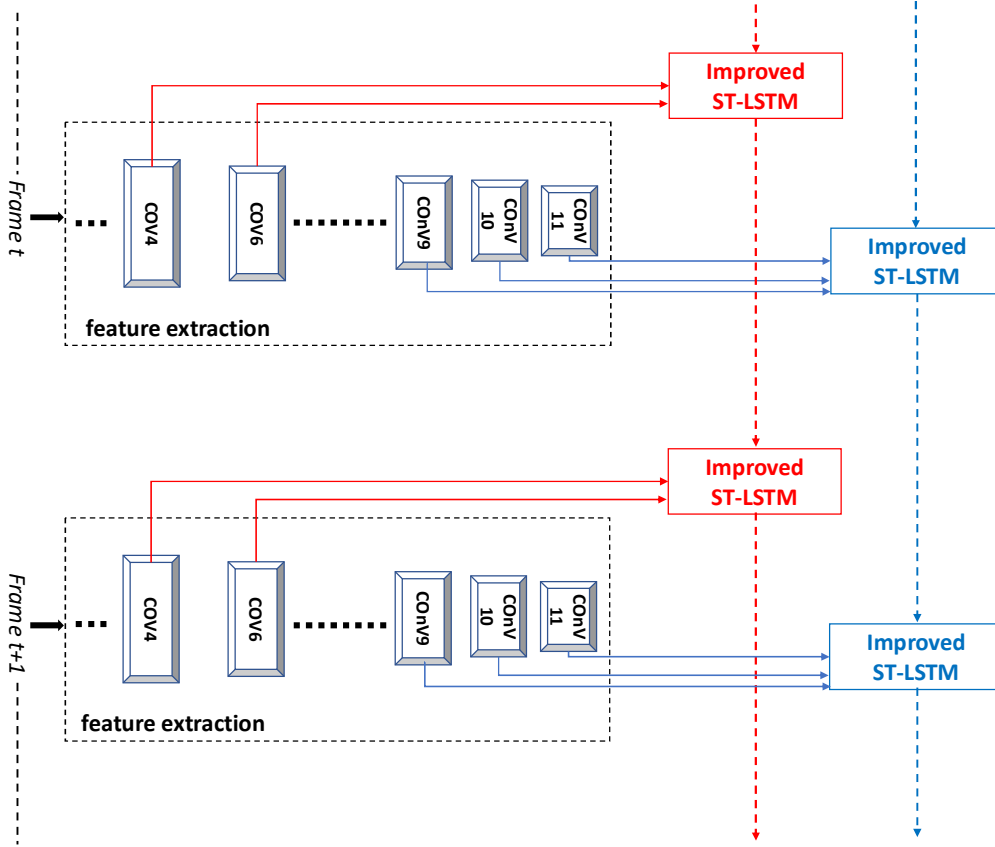 Improved
ST-LSTM
Frame t
COV4
COV6
COnV9
COnV
10
COnV
11
Improved
ST-LSTM
feature extraction
Improved
ST-LSTM
Frame t+1
COV4
COV6
COnV9
COnV
10
COnV
11
Improved
ST-LSTM
feature extraction